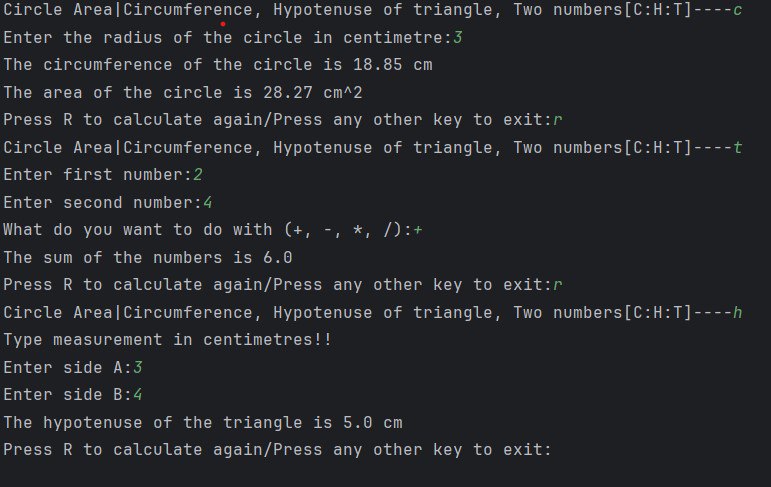 Circle Area|Circumference, Hypotenuse of triangle, Two numbers[C:H:T]----c
Enter the radius of the circle in centimetre:3
The circumference of the circle is 18.85 cm
The area of the circle is 28.27 cm^2
Press R to calculate again/Press any other key to exit:r
Circle Area|Circumference, Hypotenuse of triangle, Two numbers[C:H:T]----t
Enter first number:2
Enter second number:4
What do you want to do with (+, -, *, /):+
The sum of the numbers is 6.0
Press R to calculate again/Press any other key to exit:r
Circle Area|Circumference, Hypotenuse of triangle, Two numbers[C:H:T]----h
Type measurement in centimetres!!
Enter side A:3
Enter side B:4
The hypotenuse of the triangle is 5.0 cm
Press R to calculate again/Press any other key to exit: